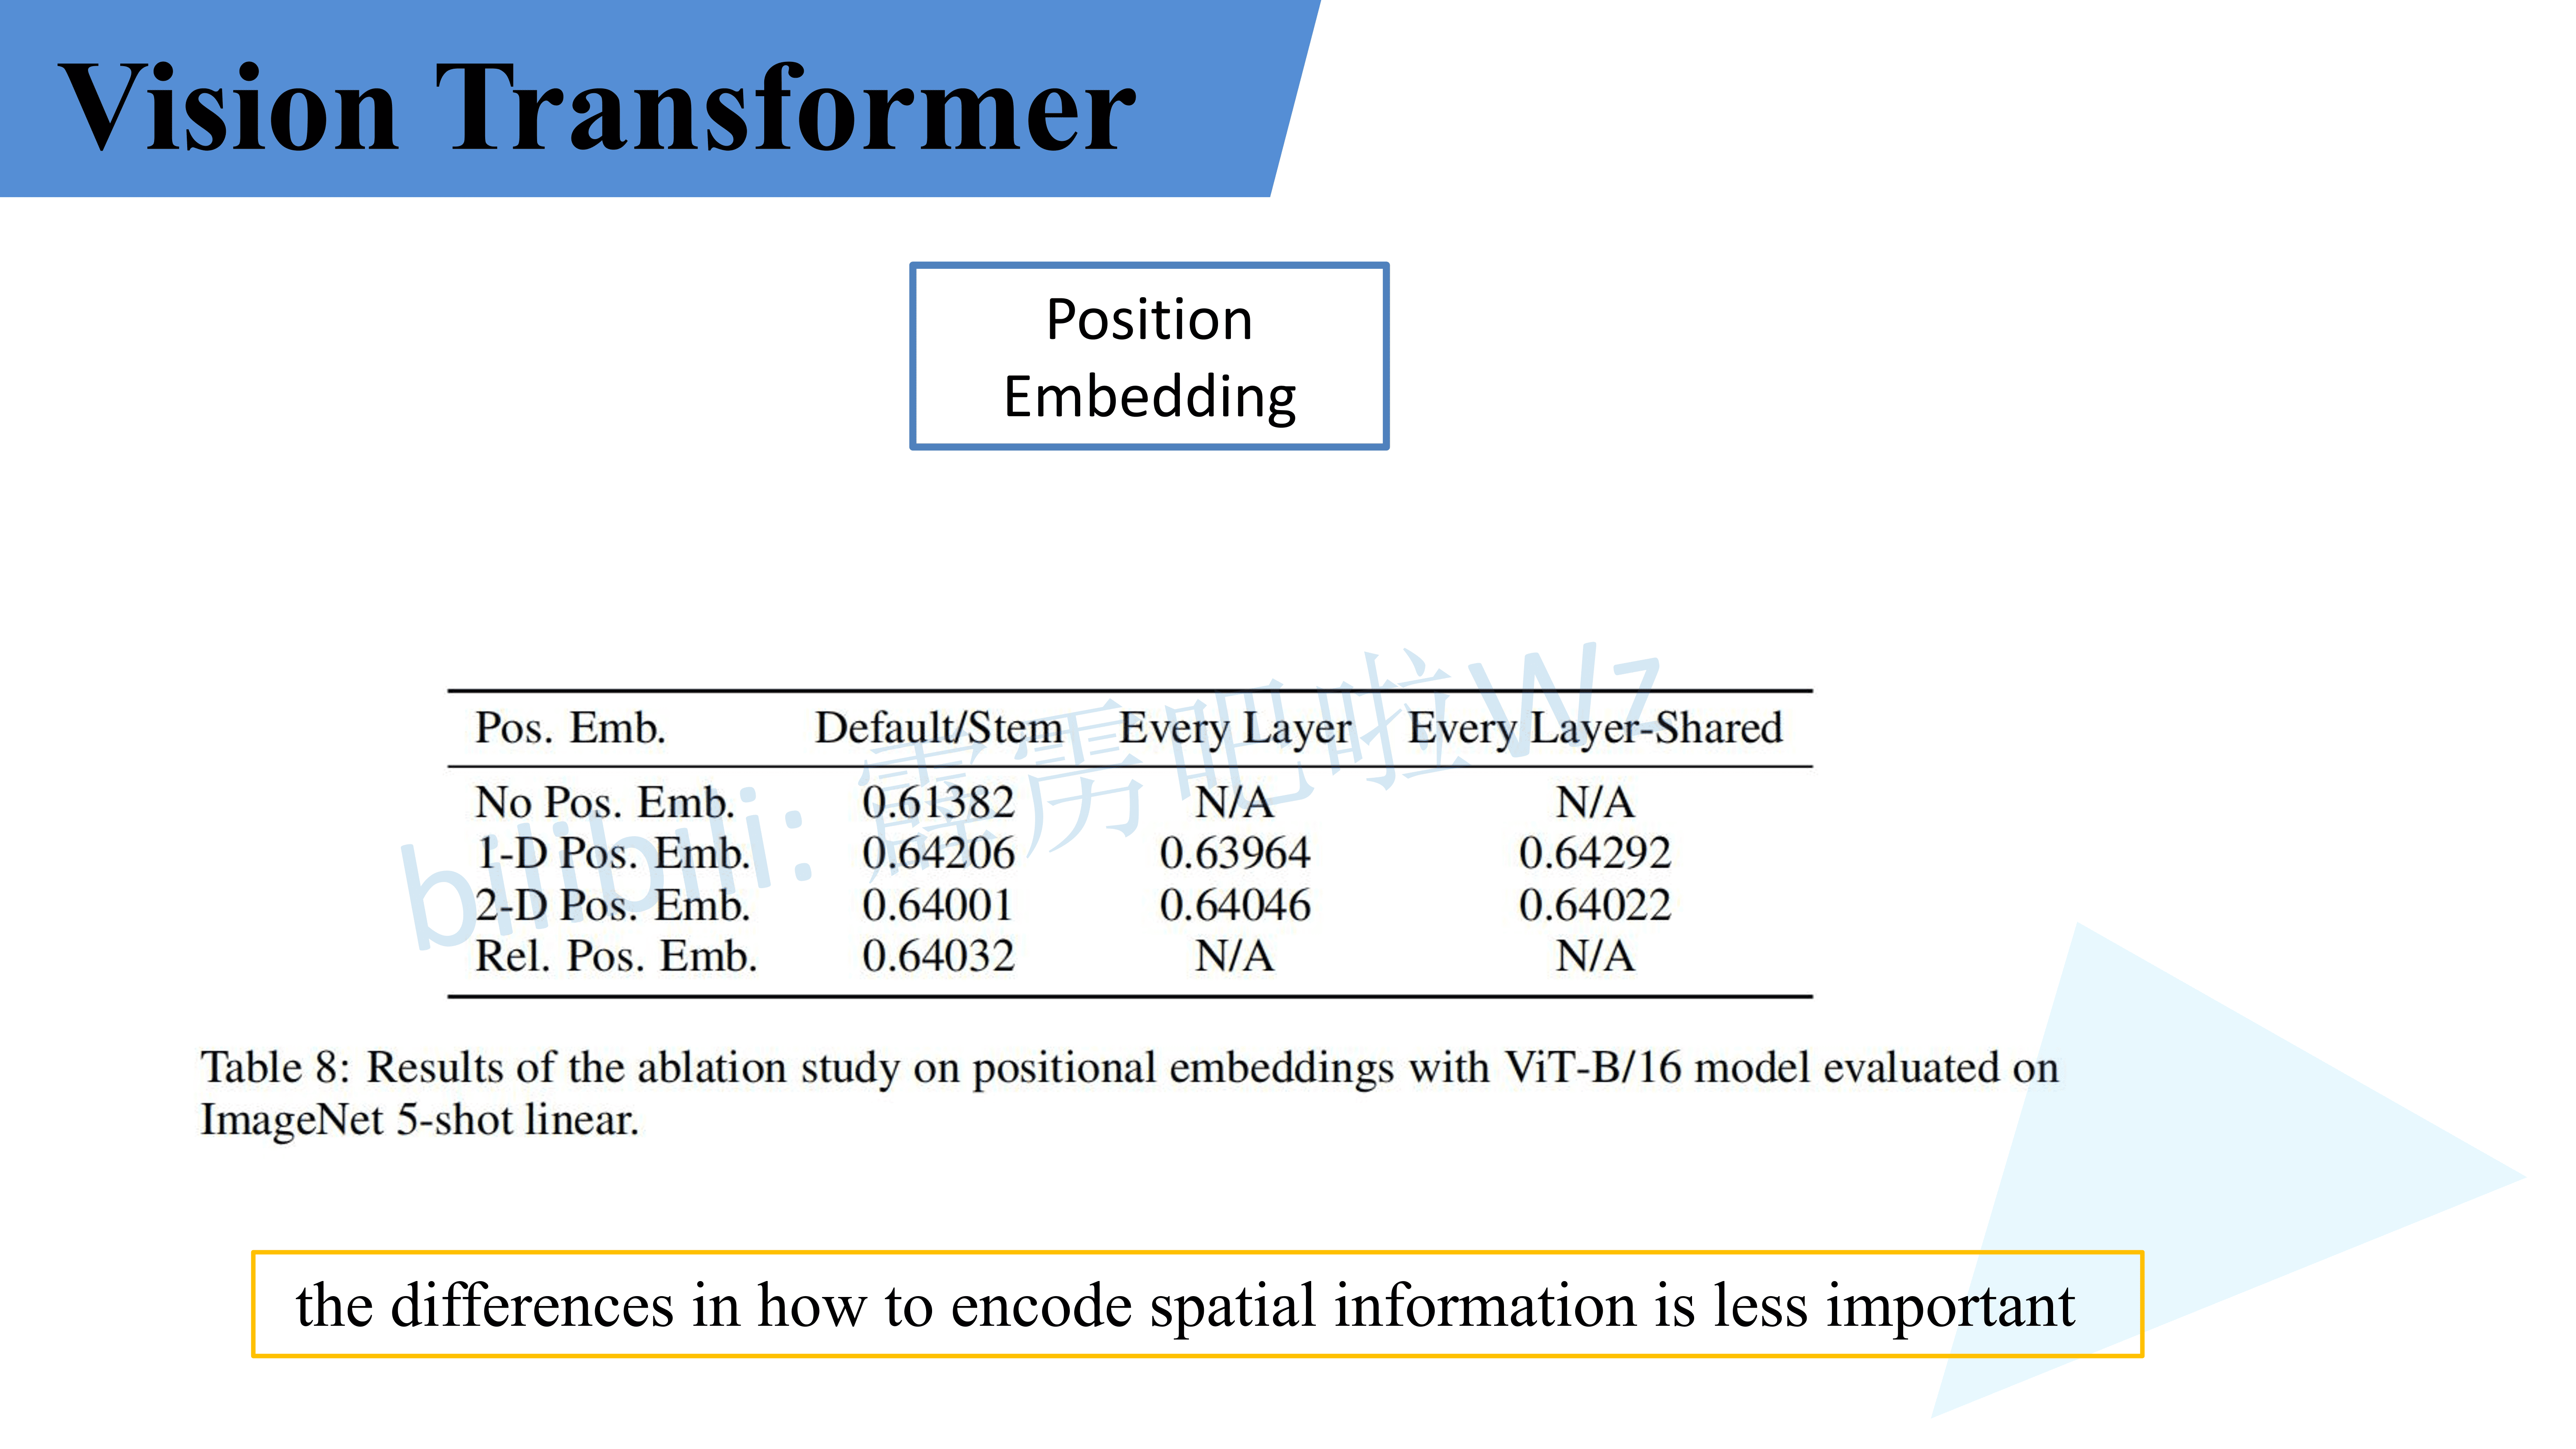 Vision Transformer
Position
Embedding
Pos. Emb. Default/Stem Every Layer Every Layer-Shared
No Pos. Emb. 0.61382 N/A N/A
1-D Pos. Emb. 0.64206 0.63964 0.64292
2-D Pos. Emb. 0.64001 0.64046 0.64022
Rel. Pos. Emb. 0.64032 N/A N/A
bilibili: 霹雳吧啦Wz
Table 8: Results of the ablation study on positional embeddings with ViT-B/16 model evaluated on
ImageNet 5-shot linear.
the differences in how to encode spatial information is less important